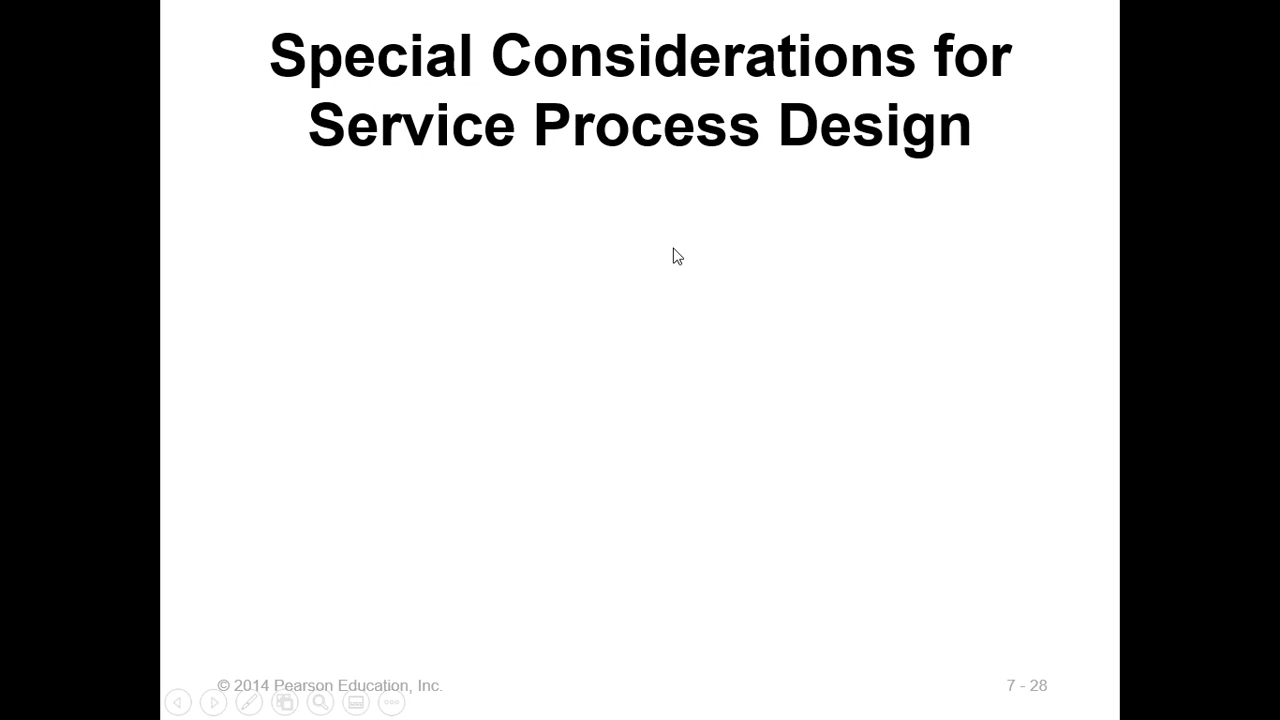 Special Considerations for
Service Process Design
© 2014 Pearson Education, Inc.
7 - 28